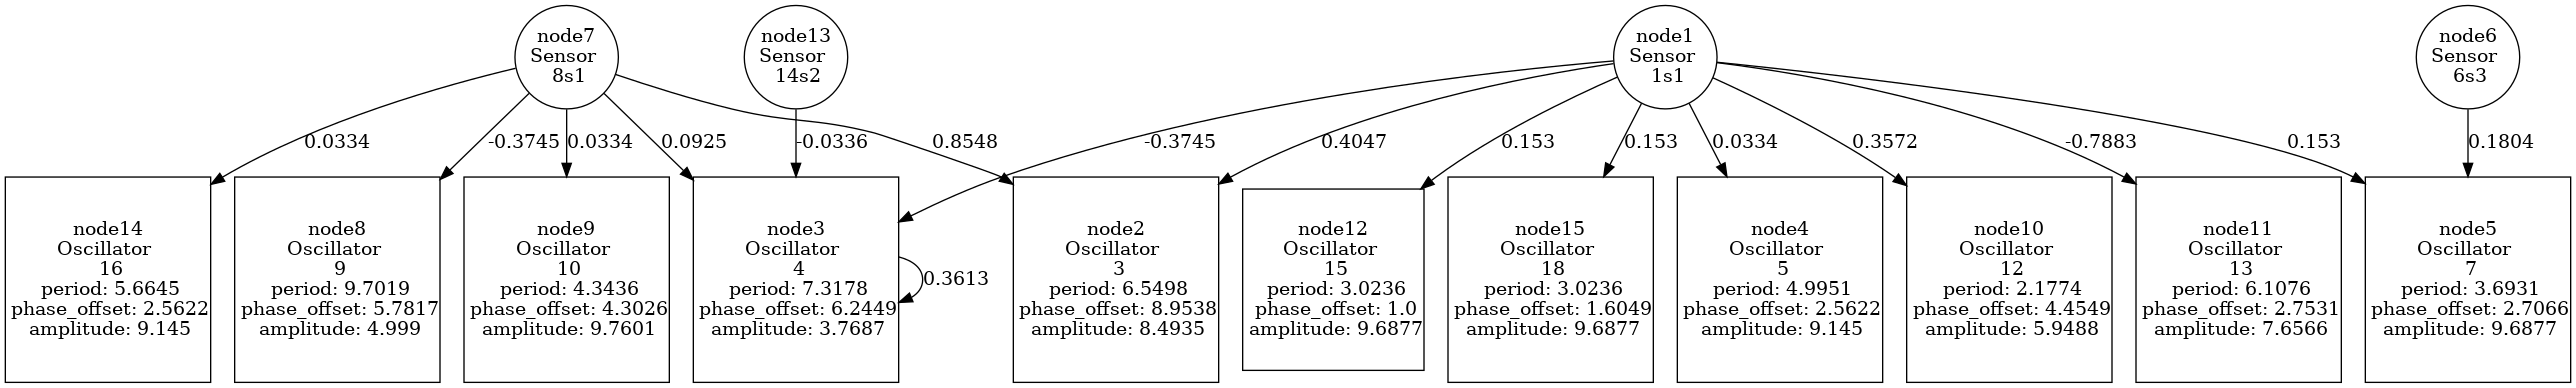 node7
Sensor
8s1
node13
Sensor
14s2
node1
Sensor
1s1
node6
Sensor
6s3
0.0334
-0.3745
0.0334
0.0925
-0.0336
0.8548
-0.3745
0.4047
0.153
0.153
0.0334
0.3572
-0.7883
0.153
0.1804
node14
Oscillator
16
period: 5.6645
phase_offset: 2.5622
amplitude: 9.145
node8
Oscillator
9
period: 9.7019
phase_offset: 5.7817
amplitude: 4.999
node9
Oscillator
10
period: 4.3436
phase_offset: 4.3026
amplitude: 9.7601
node3
Oscillator
4
period: 7.3178
phase_offset: 6.2449
amplitude: 3.7687
0.3613
node2
Oscillator
3
period: 6.5498
phase_offset: 8.9538
amplitude: 8.4935
node12
Oscillator
15
period: 3.0236
phase_offset: 1.0
amplitude: 9.6877
node15
Oscillator
18
period: 3.0236
phase_offset: 1.6049
amplitude: 9.6877
node4
Oscillator
5
period: 4.9951
phase_offset: 2.5622
amplitude: 9.145
node10
Oscillator
12
period: 2.1774
phase_offset: 4.4549
amplitude: 5.9488
node11
Oscillator
13
period: 6.1076
phase_offset: 2.7531
amplitude: 7.6566
node5
Oscillator
7
period: 3.6931
phase_offset: 2.7066
amplitude: 9.6877